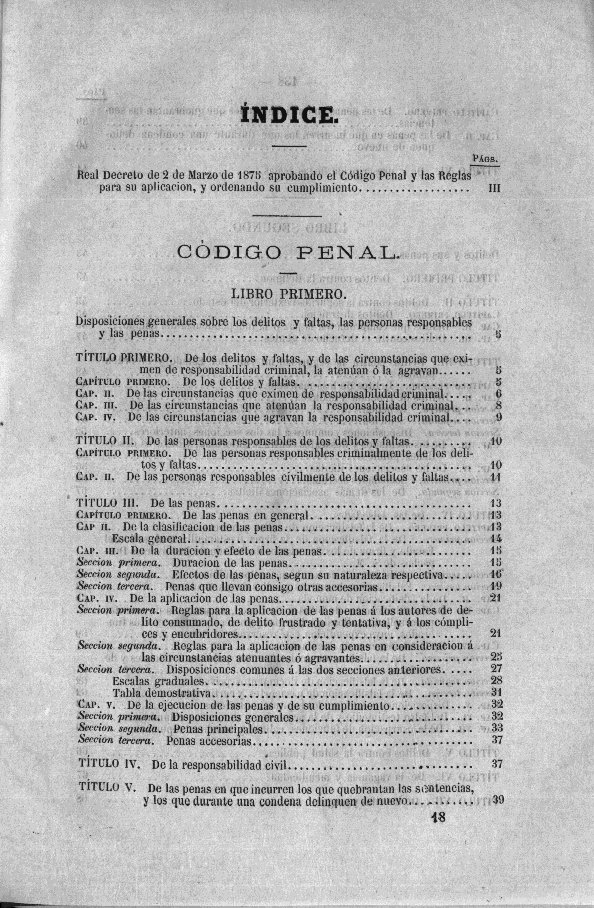 ÍNDICE.
PÁGS.
Real Decreto de 2 de Marzo de 1875 aprobando el Código Penal y las Reglas
para su aplicacion, y ordenando su cumplimiento.................. III
CÓDIGO PENAL.
LIBRO PRIMERO.
Disposiciones generales sobre los delitos y faltas, las personas responsables
y las penas.................................................... 5
TÍTULO PRIMERO. De los delitos y faltas, y de las circunstancias que exi-
men de responsabilidad criminal, la atenúan ó la agravan...... 5
CAPÍTULO PRIMERO. De los delitos y faltas............................ 5
CAP. II. De las circunstancias que eximen de responsabilidad criminal..... 6
CAP. III. De las circunstancias que atenúan la responsabilidad criminal... 8
CAP. IV. De las circunstancias que agravan la responsabilidad criminal.... 9
TÍTULO II. De las personas responsables de los delitos y faltas.......... 10
CAPÍTULO PRIMERO. De las personas responsables criminalmente de los deli-
tos y faltas............................................. 10
CAP. II. De las personas responsables civilmente de los delitos y faltas.... 11
TÍTULO III. De las penas.......................................... 13
CAPÍTULO PRIMERO. De las penas en general........................... 13
CAP II. De la clasificacion de las penas............................... 13
Escala general............................................... 14
CAP. III. De la duracion y efecto de las penas......................... 15
Seccion primera. Duracion de las penas.............................. 15
Seccion segunda. Efectos de las penas, segun su naturaleza respectiva..... 16
Seccion tercera. Penas que llevan consigo otras accesorias............... 19
CAP. IV. De la aplicacion de las penas................................ 21
Seccion primera. Reglas para la aplicacion de las penas á los autores de de-
lito consumado, de delito frustrado y tentativa, y á los cómpli-
ces y encubridores........................................ 21
Seccion segunda. Reglas para la aplicacion de las penas en consideracion á
las circunstancias atenuantes ó agravantes.................... 25
Seccion tercera. Disposiciones comunes á las dos secciones anteriores..... 27
Escalas graduales............................................ 28
Tabla demostrativa........................................... 31
CAP. V. De la ejecucion de las penas y de su cumplimiento.............. 32
Seccion primera. Disposiciones generales............................. 32
Seccion segunda. Penas principales.................................. 33
Seccion tercera. Penas accesorias.................................... 37
TÍTULO IV. De la responsabilidad civil.............................. 37
TÍTULO V. De las penas en que incurren los que quebrantan las sentencias,
y los que durante una condena delinquen de nuevo........... 39
18